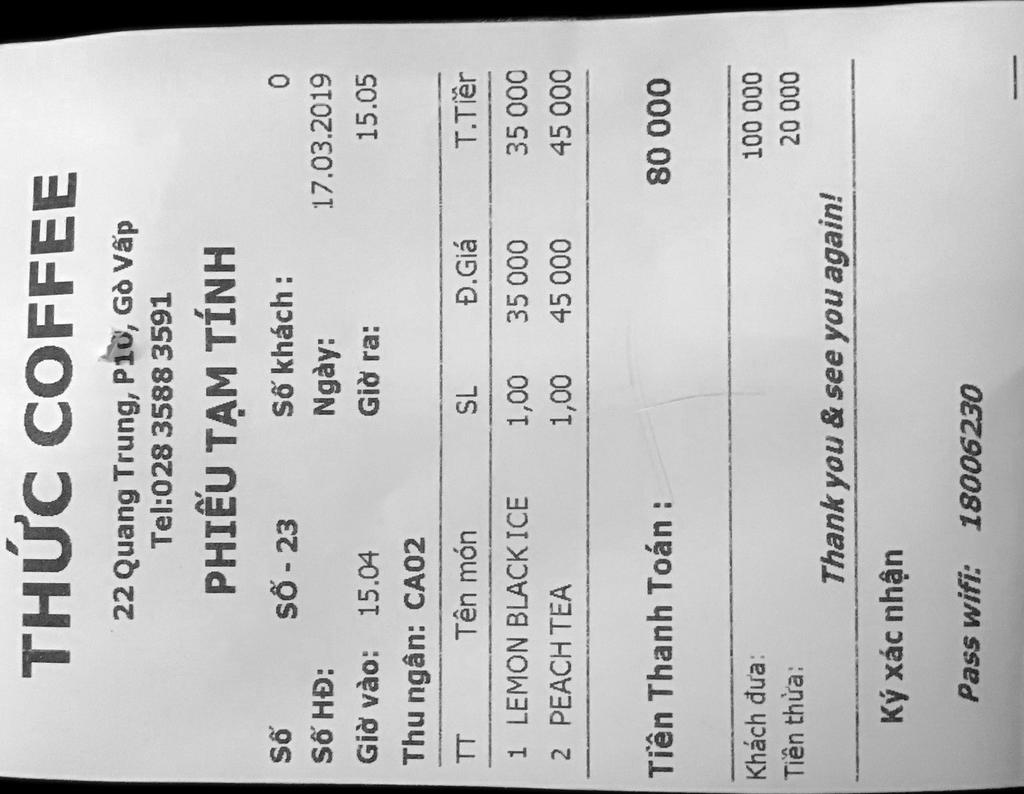 THỨC COFFEE
22 Quang Trung, P10, Gò Vấp
Tel:028 3588 3591
PHIẾU TẠM TÍNH
Số SỐ - 23 Số khách : 0
Số HĐ: Ngày: 17.03.2019
Giờ vào: 15.04 Giờ ra: 15.05
Thu ngân: CA02
TT Tên món SL Đ.Giá T.Tiền
1 LEMON BLACK ICE 1,00 35 000 35 000
2 PEACH TEA 1,00 45 000 45 000
Tiền Thanh Toán : 80 000
Khách đưa: 100 000
Tiền thừa: 20 000
Thank you & see you again!
Ký xác nhận
Pass wifi: 18006230